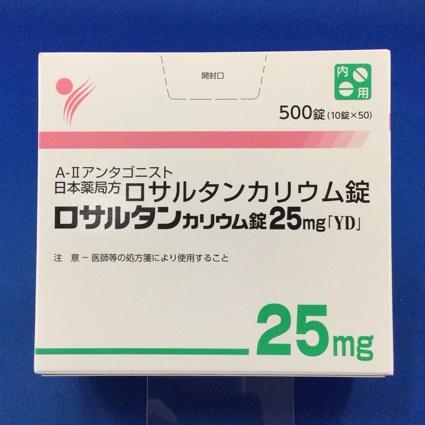 開封口
内
用
500錠(10錠×50)
A-Ⅱアンタゴニスト
日本薬局方 ロサルタンカリウム錠
ロサルタンカリウム錠25mg「YD」
注 意 - 医師等の処方箋により使用すること
25mg